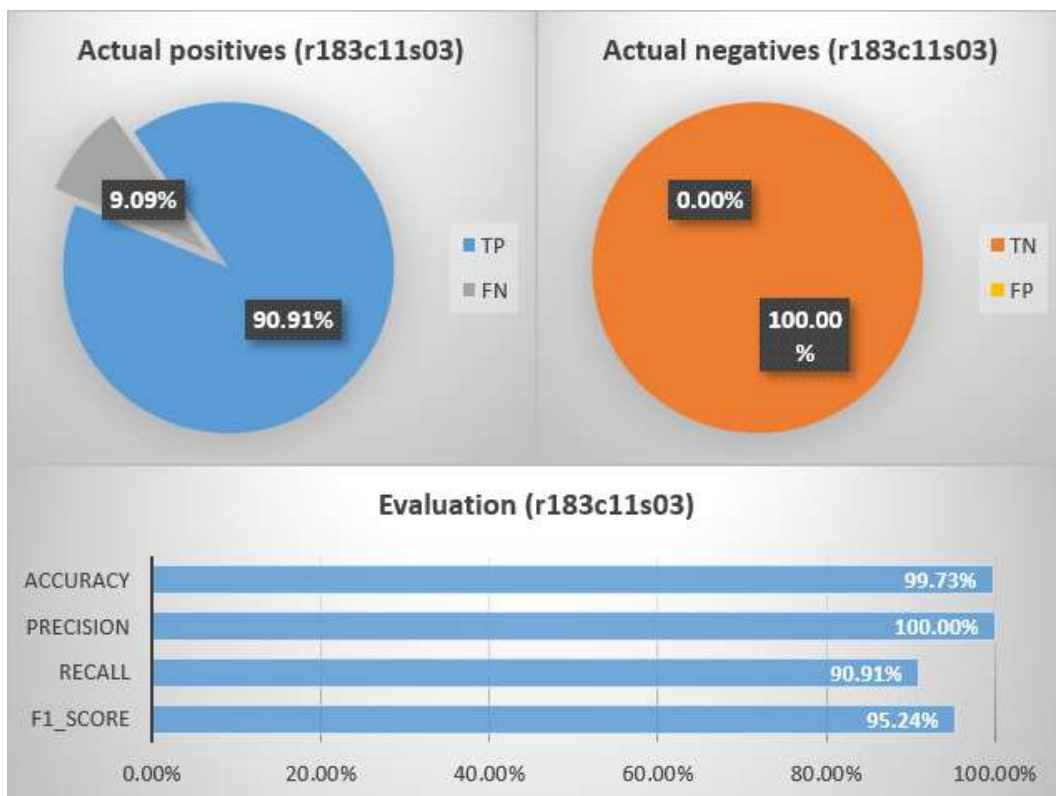 Actual positives (r183c11s03)
9.09%
90.91%
TP
FN
Actual negatives (r183c11s03)
0.00%
100.00
%
TN
FP
Evaluation (r183c11s03)
ACCURACY
99.73%
PRECISION
100.00%
RECALL
90.91%
F1_SCORE
95.24%
0.00%
20.00%
40.00%
60.00%
80.00%
100.00%